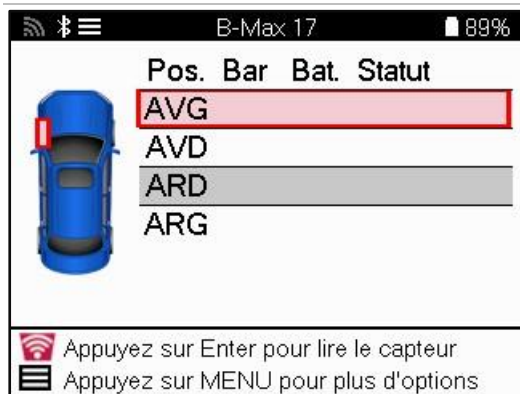 B-Max 17 89%
Pos. Bar Bat. Statut
AVG
AVD
ARD
ARG
Appuyez sur Enter pour lire le capteur
Appuyez sur MENU pour plus d'options